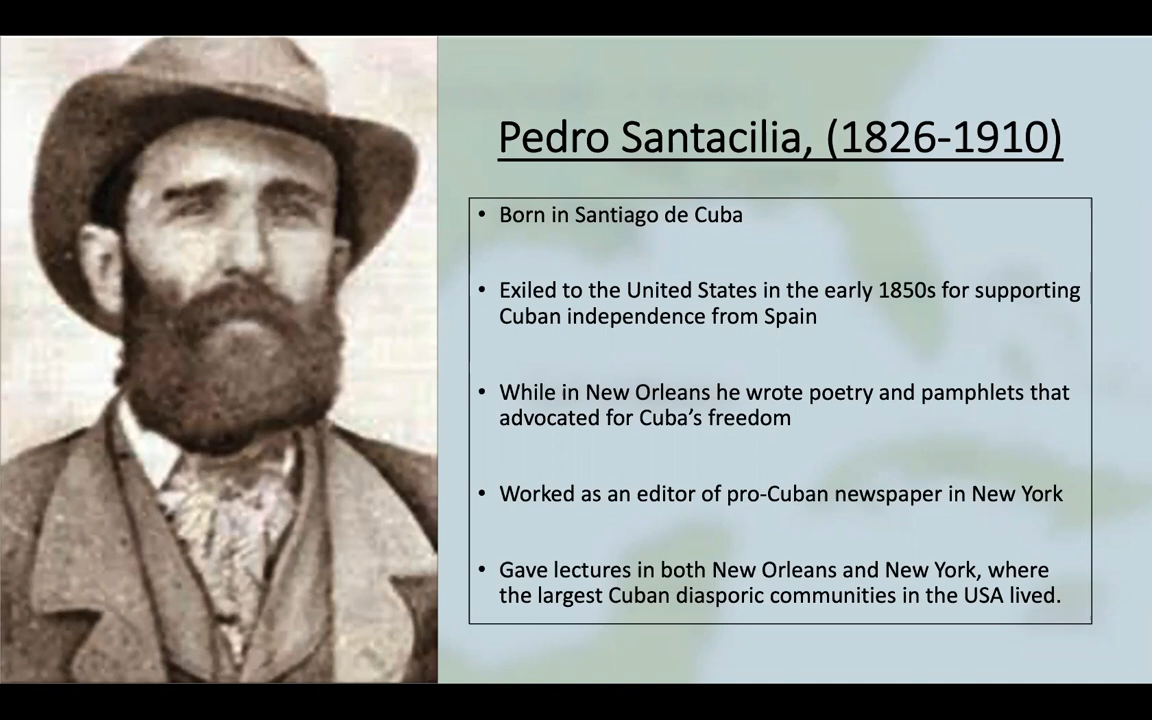 Pedro Santacilia, (1826-1910)
• Born in Santiago de Cuba
• Exiled to the United States in the early 1850s for supporting
Cuban independence from Spain
• While in New Orleans he wrote poetry and pamphlets that
advocated for Cuba’s freedom
• Worked as an editor of pro-Cuban newspaper in New York
• Gave lectures in both New Orleans and New York, where
the largest Cuban diasporic communities in the USA lived.